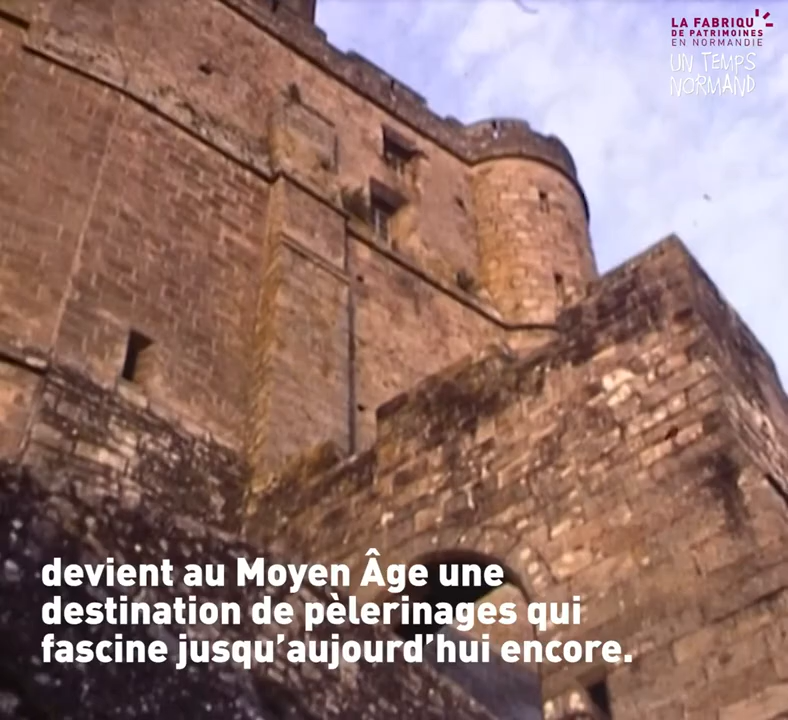 LA FABRIQU
DE PATRIMOINES
EN NORMANDIE
UN TEMPS
NORMAND
devient au Moyen Âge une
destination de pèlerinages qui
fascine jusqu'aujourd'hui encore.